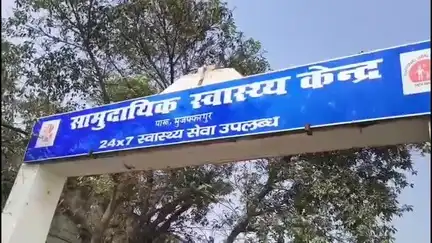 सामुदायिक स्वास्थ्य केन्द्र
पारू, मुजफ्फरपुर
24x7 स्वास्थ्य सेवा उपलब्ध